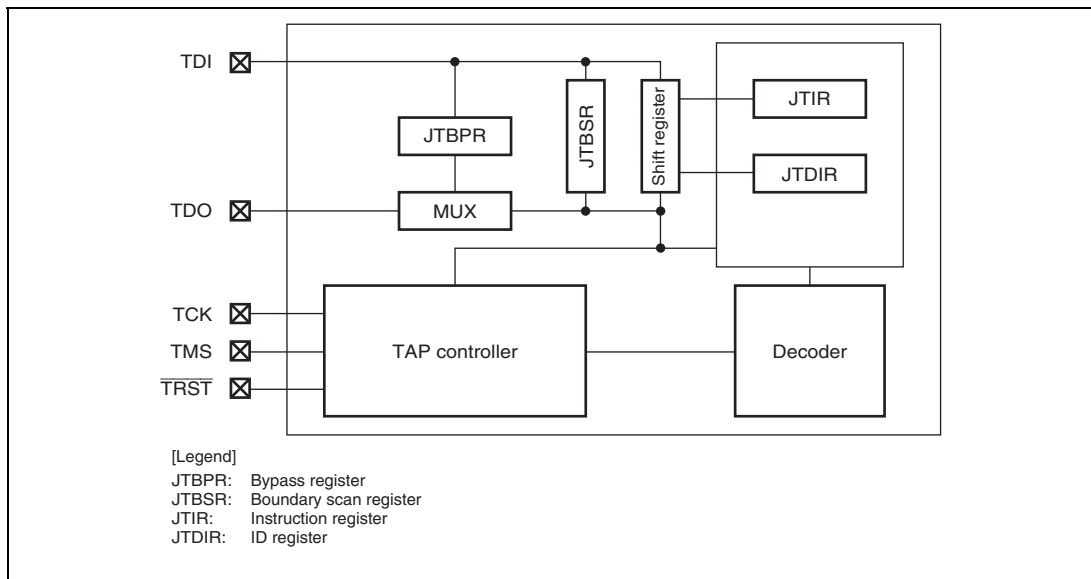 TDI
JTIR
JTBPR
JTBSR
Shift register
JTDIR
TDO
MUX
TCK
TMS
TAP controller
Decoder
TRST
[Legend]
JTBPR: Bypass register
JTBSR: Boundary scan register
JTIR: Instruction register
JTDIR: ID register